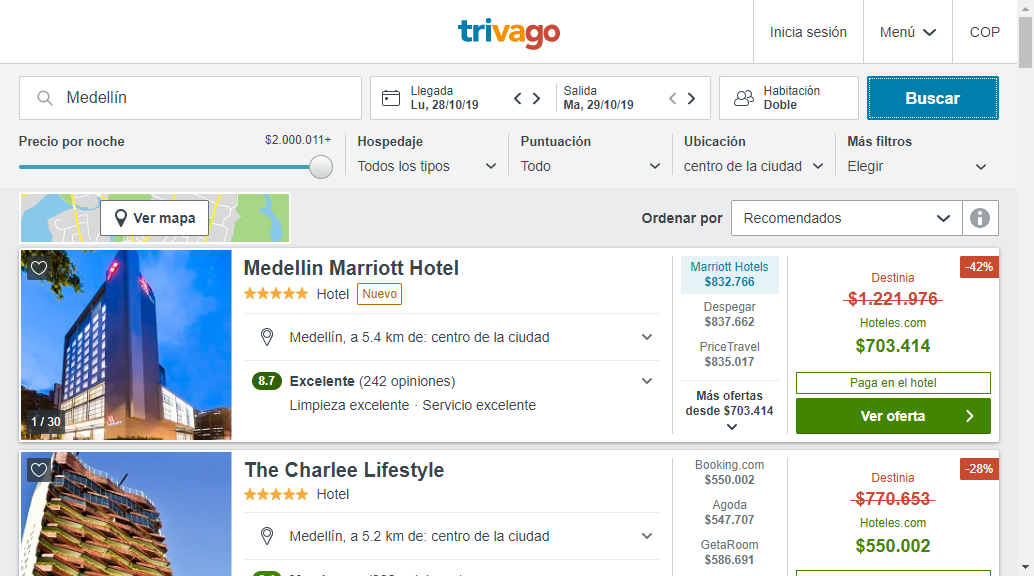 trivago
Inicia sesión
Menú
COP
Medellín
Llegada
Lu, 28/10/19
Salida
Ma, 29/10/19
Habitación
Doble
Buscar
Precio por noche
$2.000.011+
Hospedaje
Todos los tipos
Puntuación
Todo
Ubicación
centro de la ciudad
Más filtros
Elegir
Ver mapa
Ordenar por
Recomendados
1 / 30
Medellin Marriott Hotel
Hotel
Nuevo
Medellín, a 5.4 km de: centro de la ciudad
8.7 Excelente (242 opiniones)
Limpieza excelente · Servicio excelente
Marriott Hotels
$832.766
Despegar
$837.662
PriceTravel
$835.017
Más ofertas
desde $703.414
-42%
Destinia
$1.221.976
Hoteles.com
$703.414
Paga en el hotel
Ver oferta
The Charlee Lifestyle
Hotel
Medellín, a 5.2 km de: centro de la ciudad
Booking.com
$550.002
Agoda
$547.707
GetaRoom
$586.691
-28%
Destinia
$770.653
Hoteles.com
$550.002